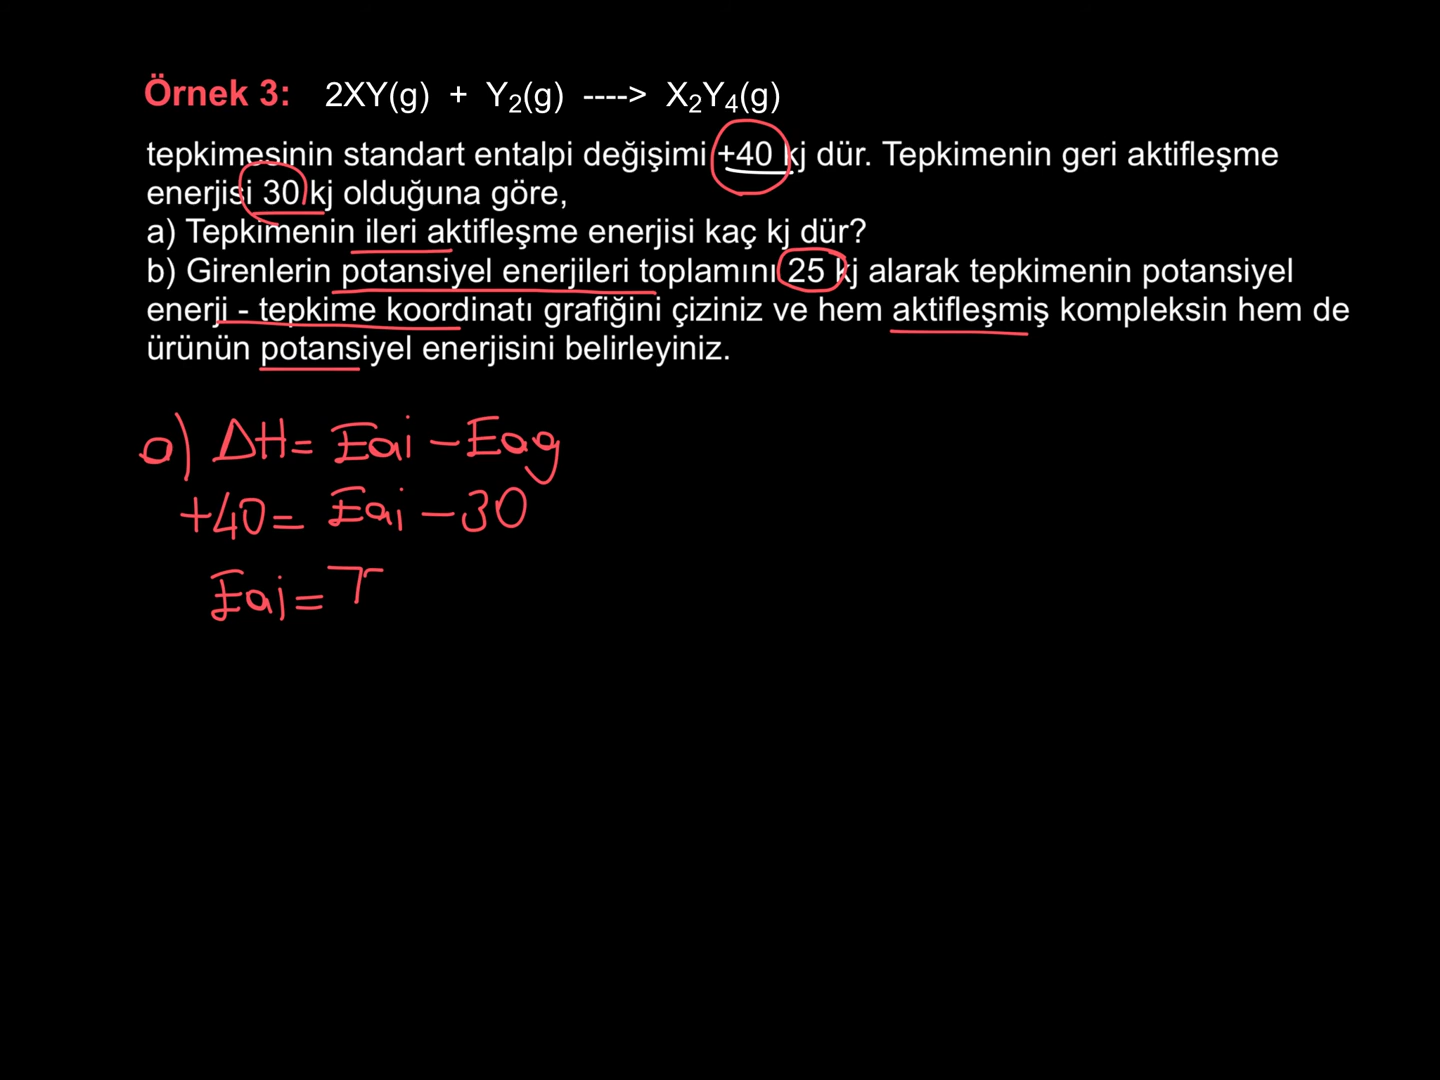 Örnek 3: 2XY(g) + Y₂(g) ----> X₂Y₄(g)
tepkimesinin standart entalpi değişimi +40 kj dür. Tepkimenin geri aktifleşme
enerjisi 30 kj olduğuna göre,
a) Tepkimenin ileri aktifleşme enerjisi kaç kj dür?
b) Girenlerin potansiyel enerjileri toplamını 25 kj alarak tepkimenin potansiyel
enerji - tepkime koordinatı grafiğini çiziniz ve hem aktifleşmiş kompleksin hem de
ürünün potansiyel enerjisini belirleyiniz.
a) ΔH = Eai - Eag
+40 = Eai - 30
Eai = 7